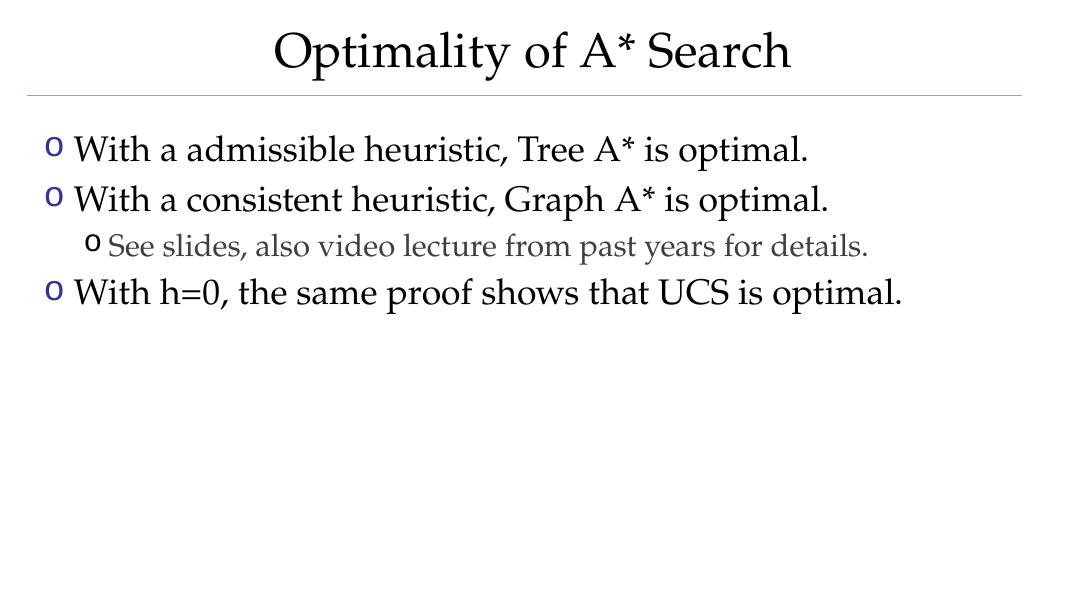 Optimality of A* Search
o With a admissible heuristic, Tree A* is optimal.
o With a consistent heuristic, Graph A* is optimal.
o See slides, also video lecture from past years for details.
o With h=0, the same proof shows that UCS is optimal.